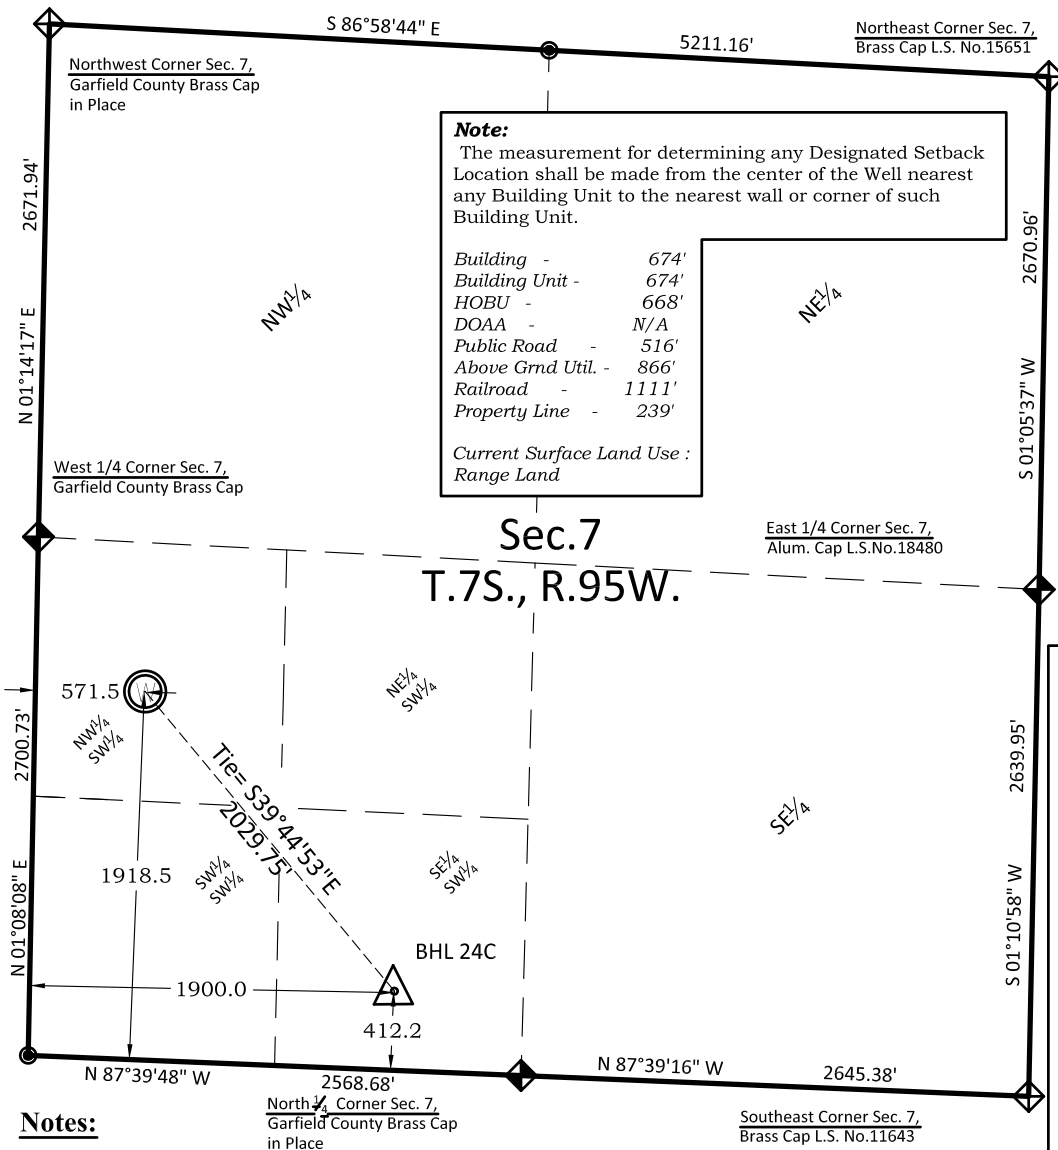 S 86°58'44" E
5211.16'
Northeast Corner Sec. 7,
Brass Cap L.S. No.15651
Northwest Corner Sec. 7,
Garfield County Brass Cap
in Place
Note:
The measurement for determining any Designated Setback
Location shall be made from the center of the Well nearest
any Building Unit to the nearest wall or corner of such
Building Unit.
Building - 674'
Building Unit - 674'
HOBU - 668'
DOAA - N/A
Public Road - 516'
Above Grnd Util. - 866'
Railroad - 1111'
Property Line - 239'
Current Surface Land Use :
Range Land
2671.94'
N 01°14'17" E
NW¼
NE¼
2670.96'
S 01°05'37" W
West 1/4 Corner Sec. 7,
Garfield County Brass Cap
Sec.7
T.7S., R.95W.
East 1/4 Corner Sec. 7,
Alum. Cap L.S.No.18480
571.5
W
NW¼
SW¼
NE¼
SW¼
2700.73'
N 01°08'08" E
Tie= S39°44'53"E
2029.75'
1918.5
SW¼
SW¼
SE¼
SW¼
SE¼
2639.95'
S 01°10'58" W
BHL 24C
1900.0
412.2
N 87°39'48" W
2568.68'
N 87°39'16" W
2645.38'
North ¼ Corner Sec. 7,
Garfield County Brass Cap
in Place
Southeast Corner Sec. 7,
Brass Cap L.S. No.11643
Notes: